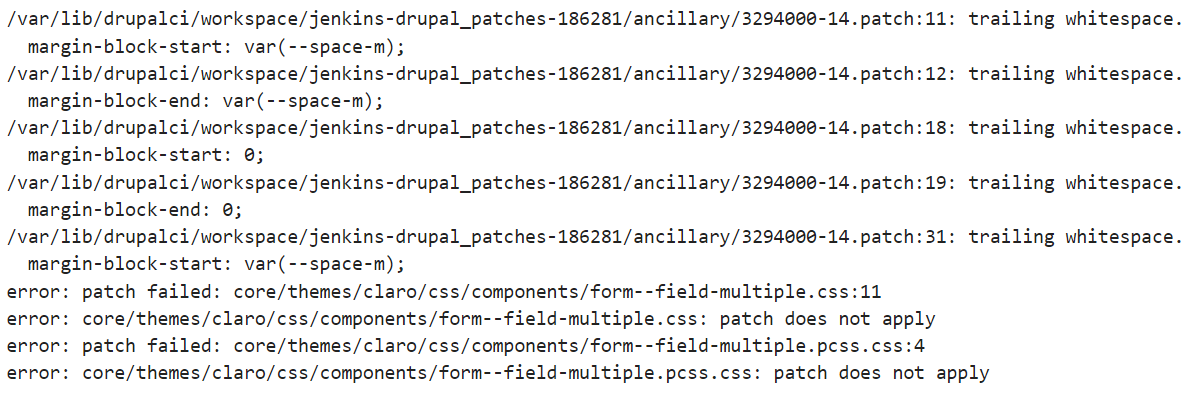 /var/lib/drupalci/workspace/jenkins-drupal_patches-186281/ancillary/3294000-14.patch:11: trailing whitespace.
  margin-block-start: var(--space-m);
/var/lib/drupalci/workspace/jenkins-drupal_patches-186281/ancillary/3294000-14.patch:12: trailing whitespace.
  margin-block-end: var(--space-m);
/var/lib/drupalci/workspace/jenkins-drupal_patches-186281/ancillary/3294000-14.patch:18: trailing whitespace.
  margin-block-start: 0;
/var/lib/drupalci/workspace/jenkins-drupal_patches-186281/ancillary/3294000-14.patch:19: trailing whitespace.
  margin-block-end: 0;
/var/lib/drupalci/workspace/jenkins-drupal_patches-186281/ancillary/3294000-14.patch:31: trailing whitespace.
  margin-block-start: var(--space-m);
error: patch failed: core/themes/claro/css/components/form--field-multiple.css:11
error: core/themes/claro/css/components/form--field-multiple.css: patch does not apply
error: patch failed: core/themes/claro/css/components/form--field-multiple.pcss.css:4
error: core/themes/claro/css/components/form--field-multiple.pcss.css: patch does not apply